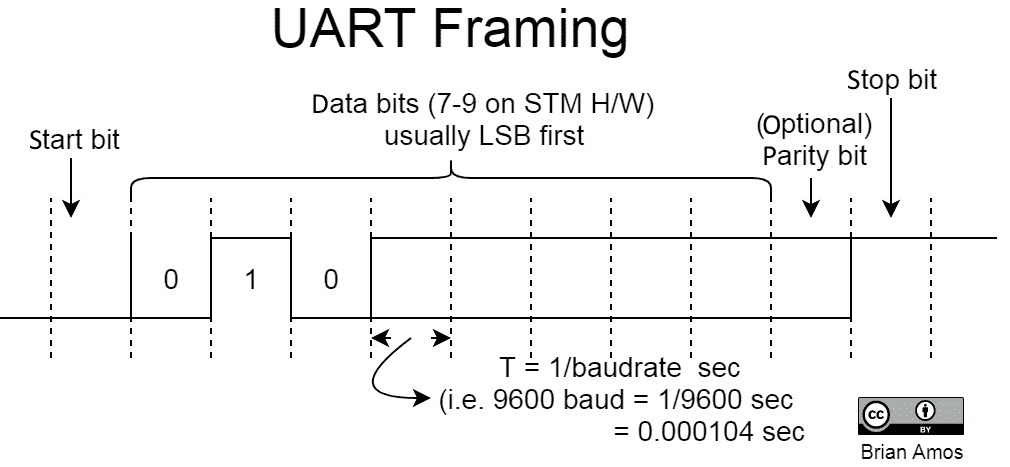 UART Framing
Stop bit
Data bits (7-9 on STM H/W)
usually LSB first
Start bit
(Optional)
Parity bit
0
1
0
T = 1/baudrate sec
(i.e. 9600 baud = 1/9600 sec
= 0.000104 sec
cc
BY
Brian Amos